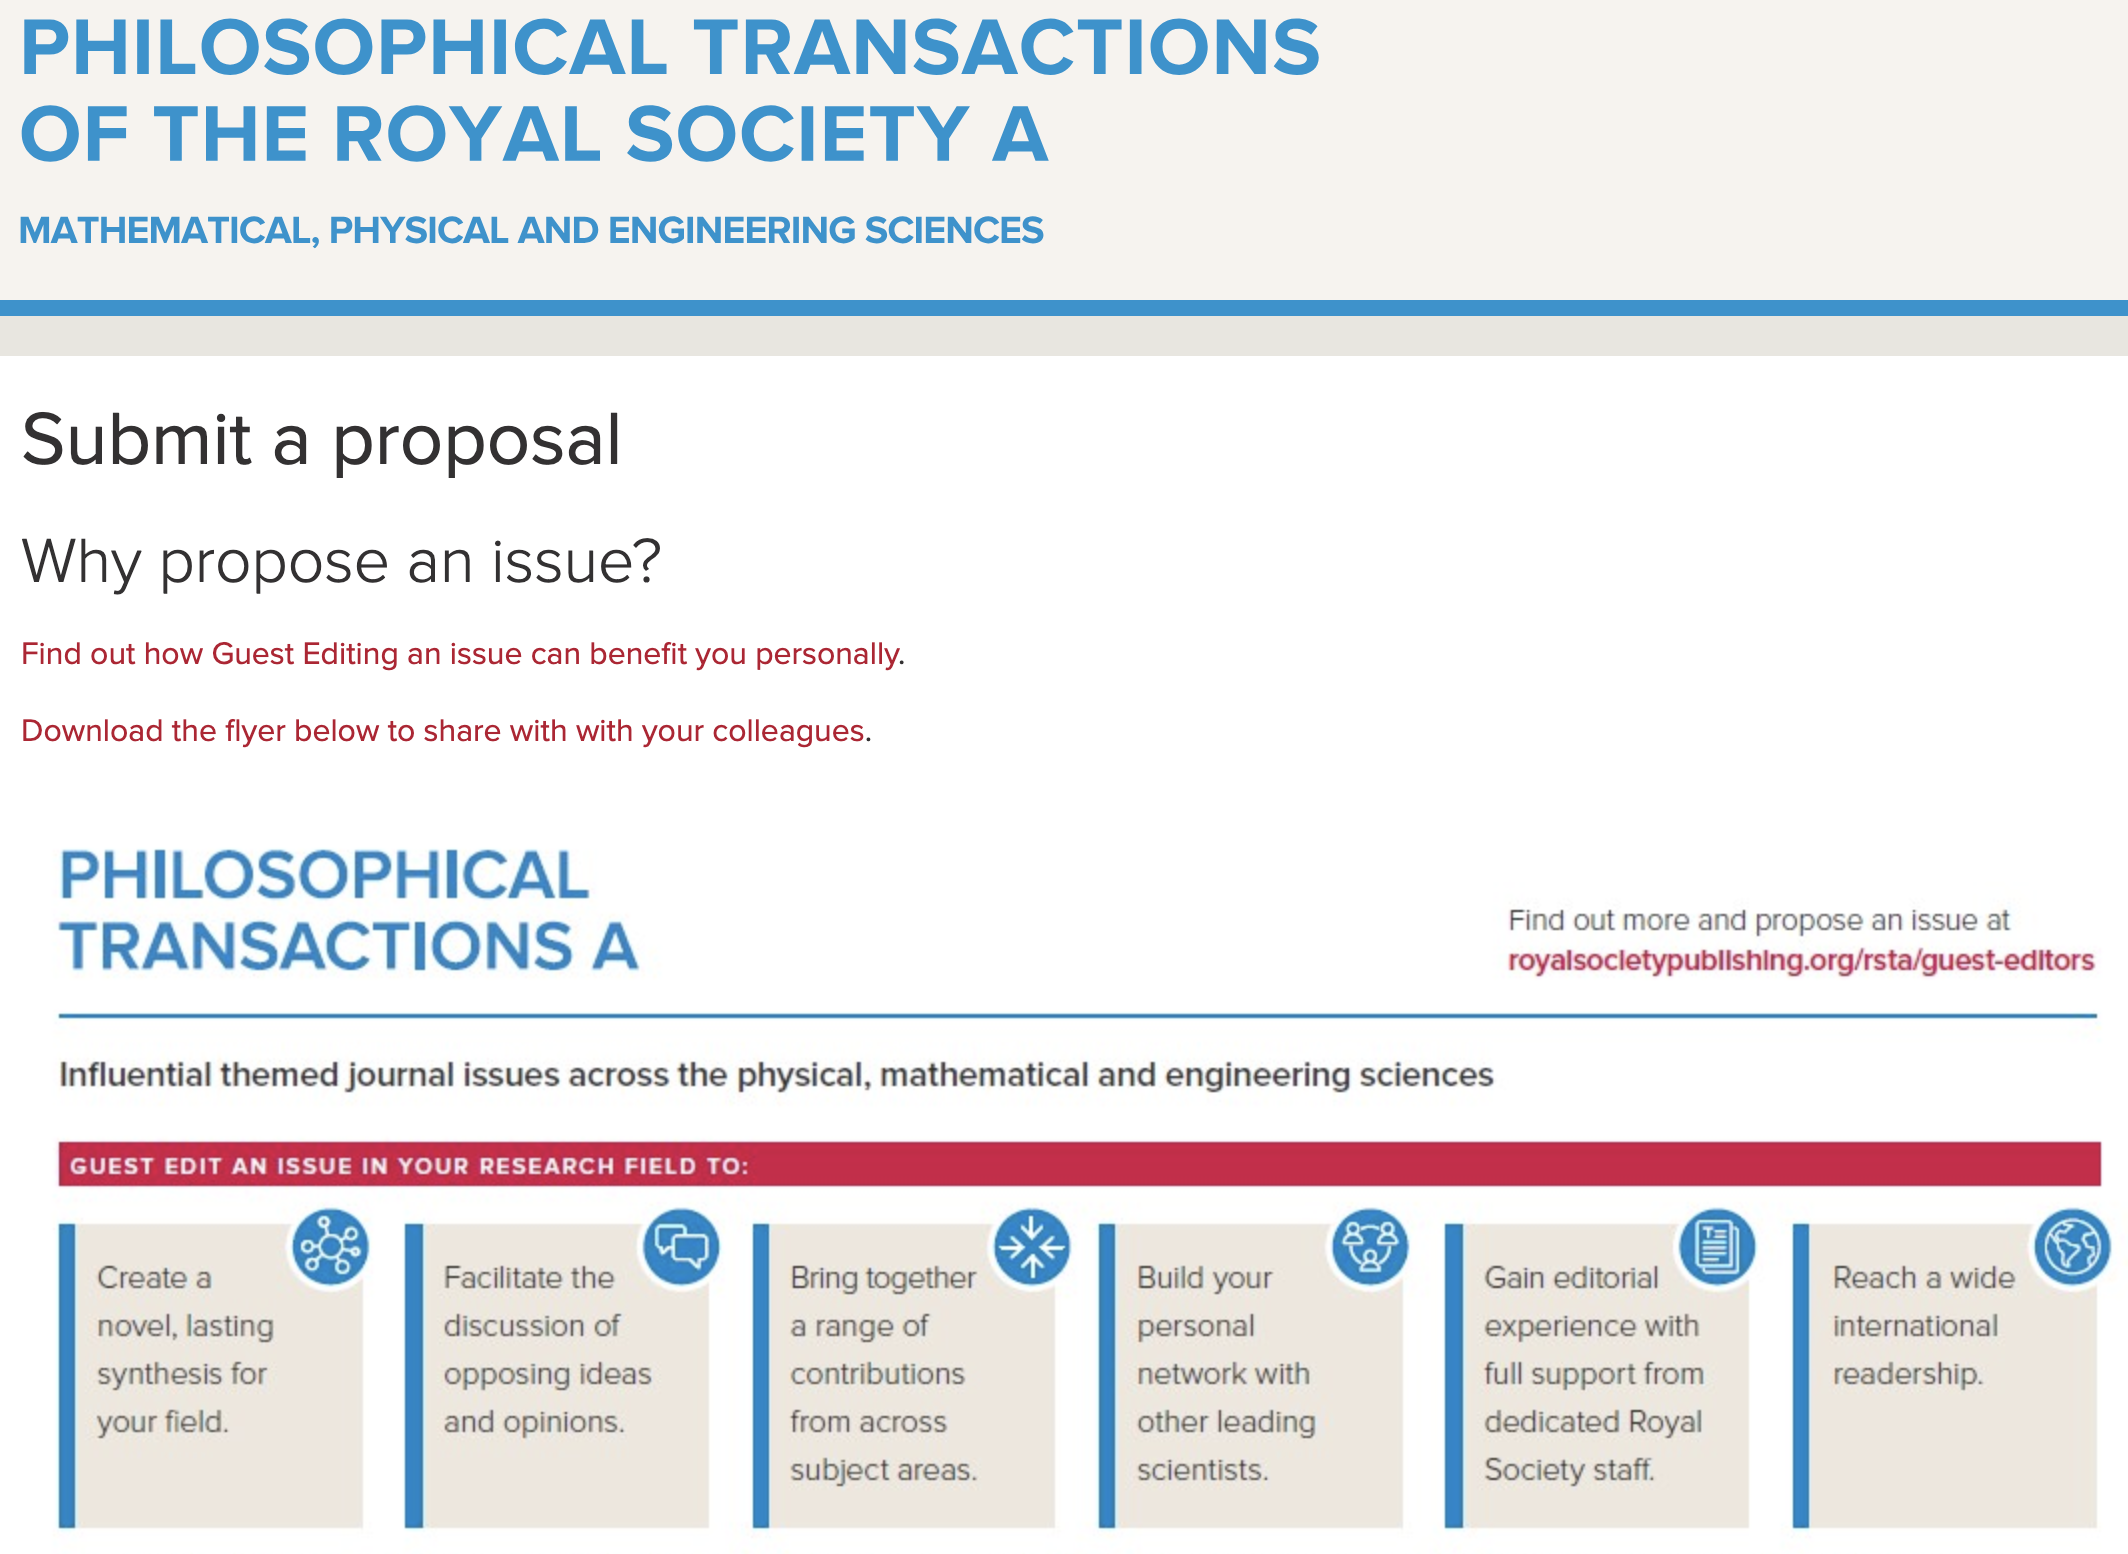 PHILOSOPHICAL TRANSACTIONS
OF THE ROYAL SOCIETY A
MATHEMATICAL, PHYSICAL AND ENGINEERING SCIENCES
Submit a proposal
Why propose an issue?
Find out how Guest Editing an issue can benefit you personally.
Download the flyer below to share with with your colleagues.
PHILOSOPHICAL
TRANSACTIONS A
Find out more and propose an issue at
royalsocietypublishing.org/rsta/guest-editors
Influential themed journal issues across the physical, mathematical and engineering sciences
GUEST EDIT AN ISSUE IN YOUR RESEARCH FIELD TO:
Create a
novel, lasting
synthesis for
your field.
Facilitate the
discussion of
opposing ideas
and opinions.
Bring together
a range of
contributions
from across
subject areas.
Build your
personal
network with
other leading
scientists.
Gain editorial
experience with
full support from
dedicated Royal
Society staff.
Reach a wide
international
readership.